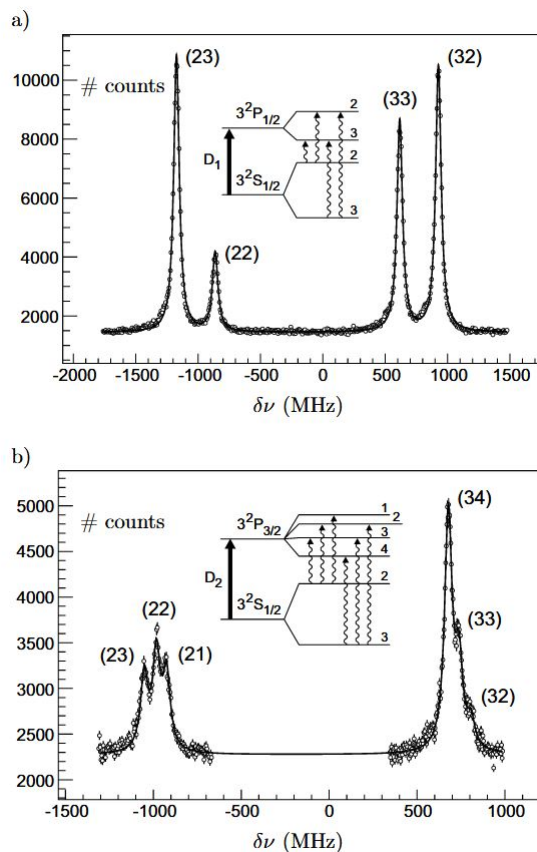 a)
(23)
(32)
# counts
(33)
(22)
3²P₁/₂
2
3
D₁
2
3²S₁/₂
3
10000
8000
6000
4000
2000
-2000 -1500 -1000 -500 0 500 1000 1500
δν (MHz)
b)
(34)
# counts
3²P₃/₂
1
2
3
4
D₂
2
3²S₁/₂
3
(22)
(23) (21)
(33)
(32)
5000
4500
4000
3500
3000
2500
2000
-1500 -1000 -500 0 500 1000
δν (MHz)